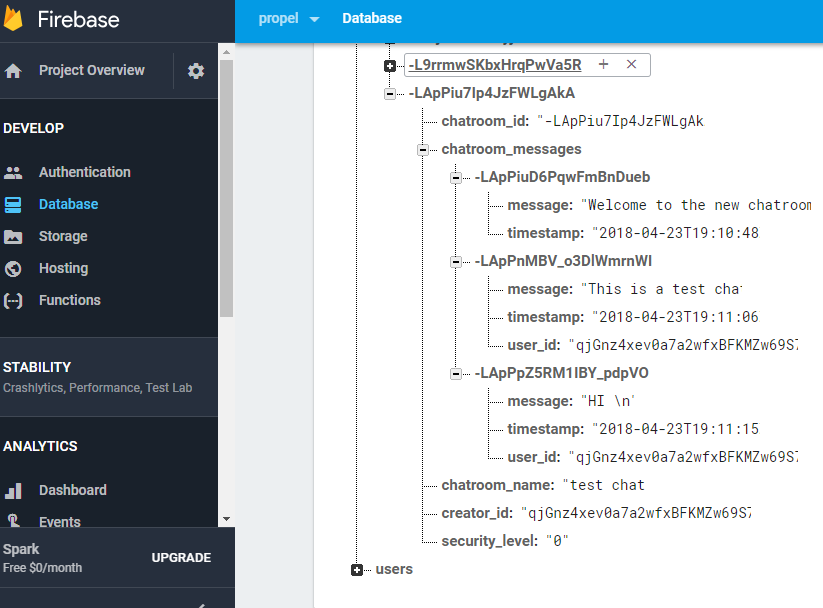 Firebase
propel
Database
Project Overview
-L9rrmwSKbxHrqPwVa5R + ×
-LApPiu7Ip4JzFWLgAkA
DEVELOP
chatroom_id: "-LApPiu7Ip4JzFWLgAk
chatroom_messages
Authentication
-LApPiuD6PqwFmBnDueb
Database
message: "Welcome to the new chatroom
Storage
timestamp: "2018-04-23T19:10:48
Hosting
-LApPnMBV_o3DlWmrnWI
Functions
message: "This is a test cha
timestamp: "2018-04-23T19:11:06
user_id: "qjGnz4xev0a7a2wfxBFKMZw69S7
STABILITY
Crashlytics, Performance, Test Lab
-LApPpZ5RM1IBY_pdpVO
message: "HI \n"
timestamp: "2018-04-23T19:11:15
ANALYTICS
user_id: "qjGnz4xev0a7a2wfxBFKMZw69S7
Dashboard
chatroom_name: "test chat
creator_id: "qjGnz4xev0a7a2wfxBFKMZw69S7
Events
security_level: "0"
Spark
Free $0/month
UPGRADE
users